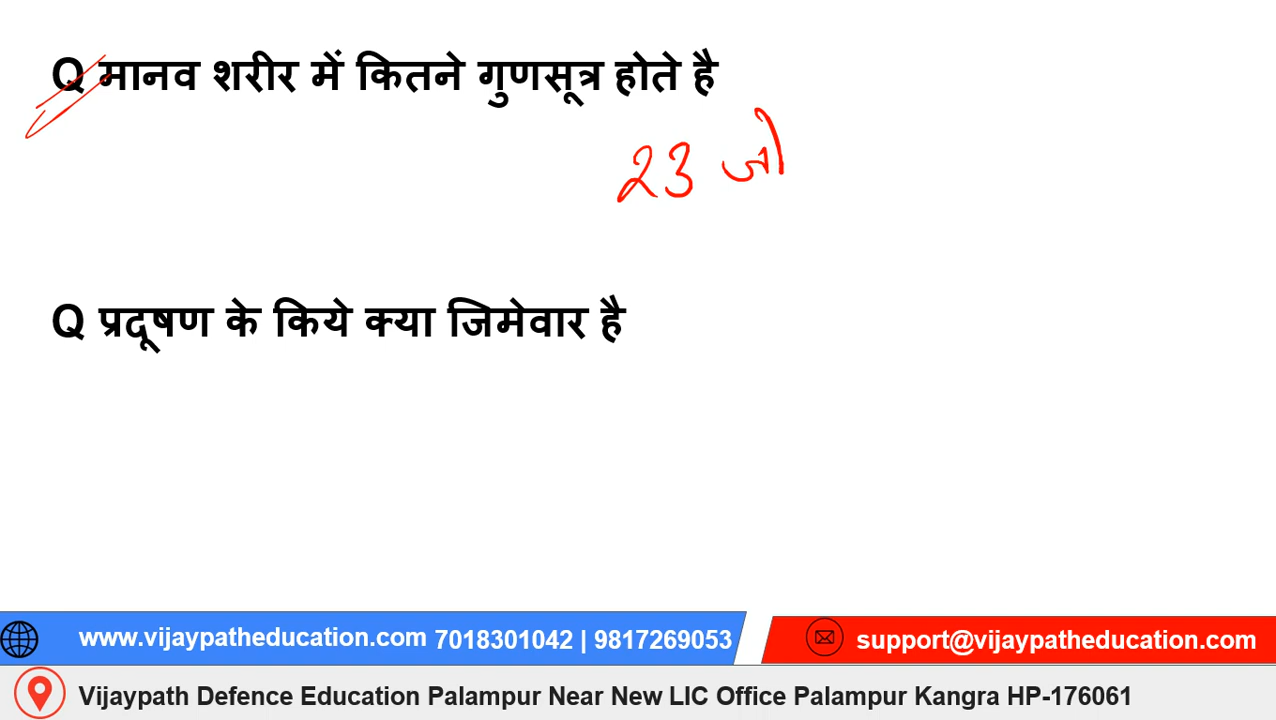 Q मानव शरीर में कितने गुणसूत्र होते है
23 जो
Q प्रदूषण के किये क्या जिमेवार है
www.vijaypatheducation.com 7018301042 | 9817269053
support@vijaypatheducation.com
Vijaypath Defence Education Palampur Near New LIC Office Palampur Kangra HP-176061